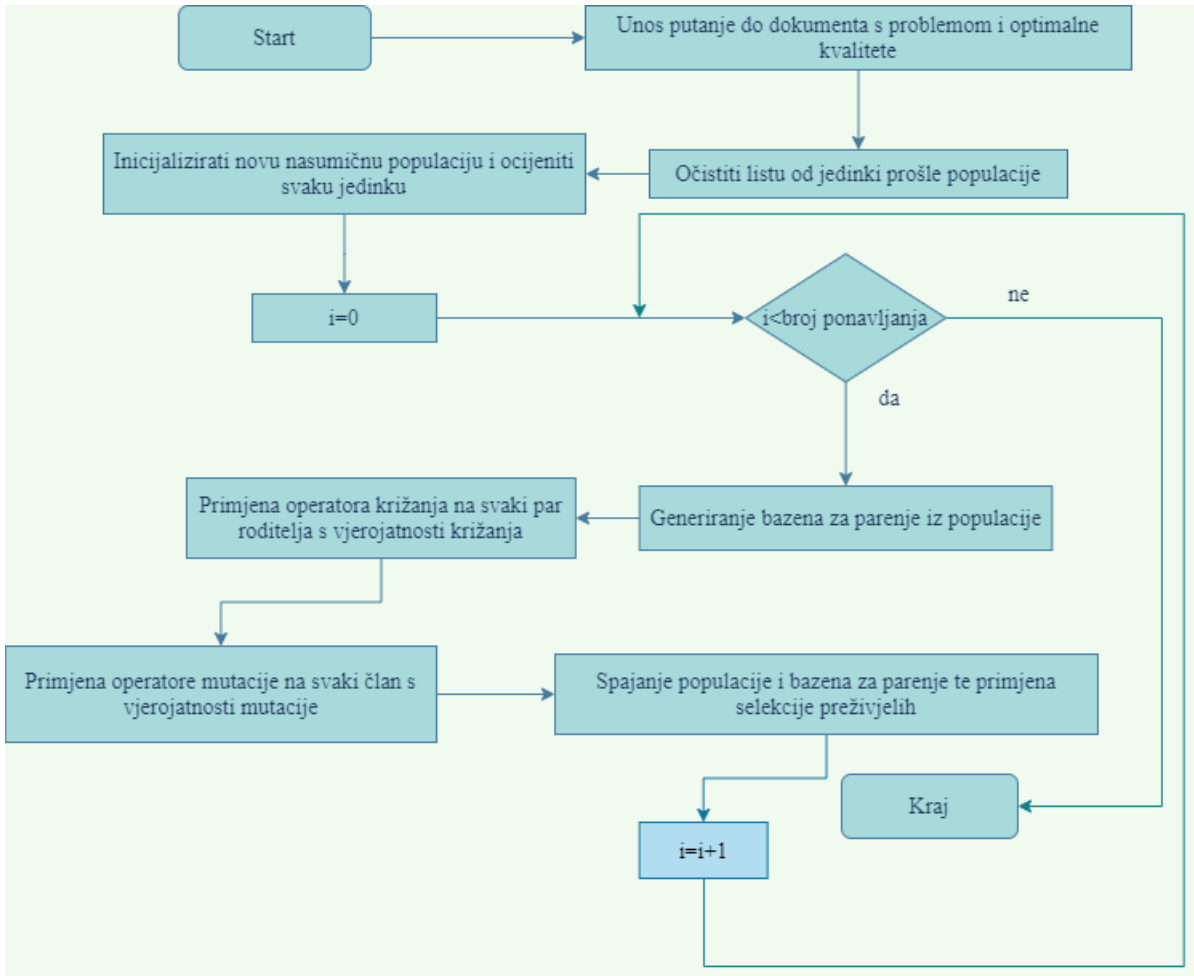 Start
Unos putanje do dokumenta s problemom i optimalne
kvalitete
Očistiti listu od jedinki prošle populacije
Inicijalizirati novu nasumičnu populaciju i ocijeniti
svaku jedinku
i=0
i<broj ponavljanja
ne
da
Generiranje bazena za parenje iz populacije
Primjena operatora križanja na svaki par
roditelja s vjerojatnosti križanja
Primjena operatore mutacije na svaki član s
vjerojatnosti mutacije
Spajanje populacije i bazena za parenje te primjena
selekcije preživjelih
i=i+1
Kraj